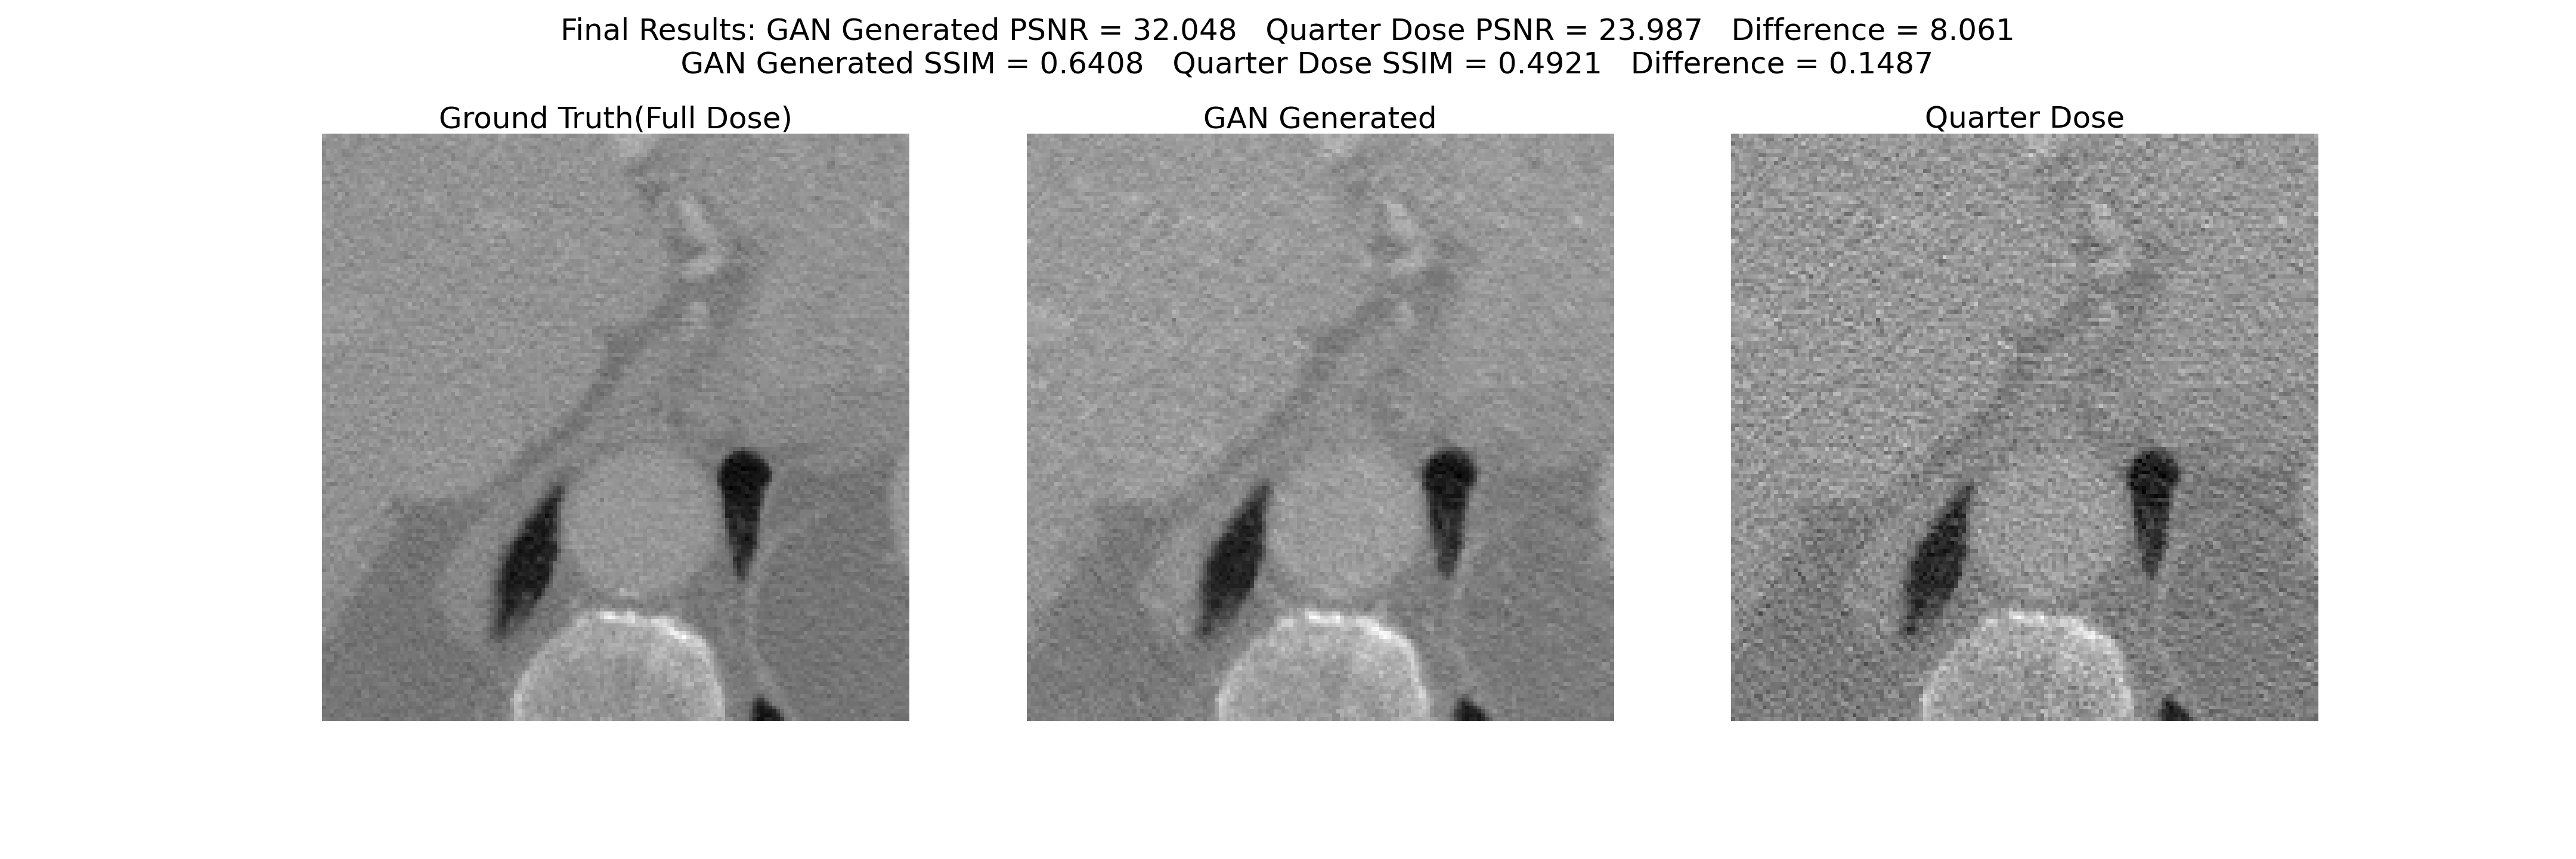 Final Results: GAN Generated PSNR = 32.048   Quarter Dose PSNR = 23.987   Difference = 8.061
GAN Generated SSIM = 0.6408   Quarter Dose SSIM = 0.4921   Difference = 0.1487
Ground Truth(Full Dose)
GAN Generated
Quarter Dose